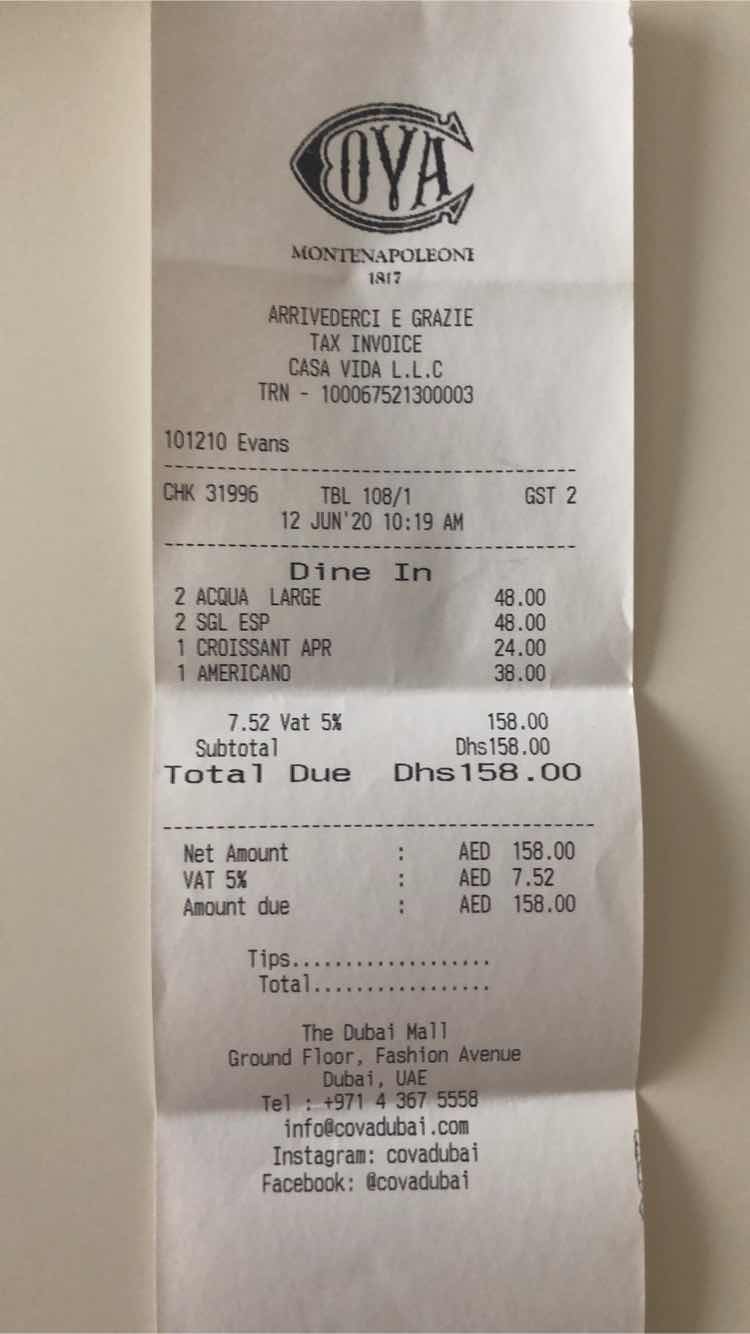 COVA
MONTENAPOLEONE
1817
ARRIVEDERCI E GRAZIE
TAX INVOICE
CASA VIDA L.L.C
TRN - 100067521300003
101210 Evans
CHK 31996 TBL 108/1 GST 2
12 JUN'20 10:19 AM
Dine In
2 ACQUA LARGE 48.00
2 SGL ESP 48.00
1 CROISSANT APR 24.00
1 AMERICANO 38.00
7.52 Vat 5% 158.00
Subtotal Dhs158.00
Total Due Dhs158.00
Net Amount : AED 158.00
VAT 5% : AED 7.52
Amount due : AED 158.00
Tips...................
Total.................
The Dubai Mall
Ground Floor, Fashion Avenue
Dubai, UAE
Tel : +971 4 367 5558
info@covadubai.com
Instagram: covadubai
Facebook: @covadubai